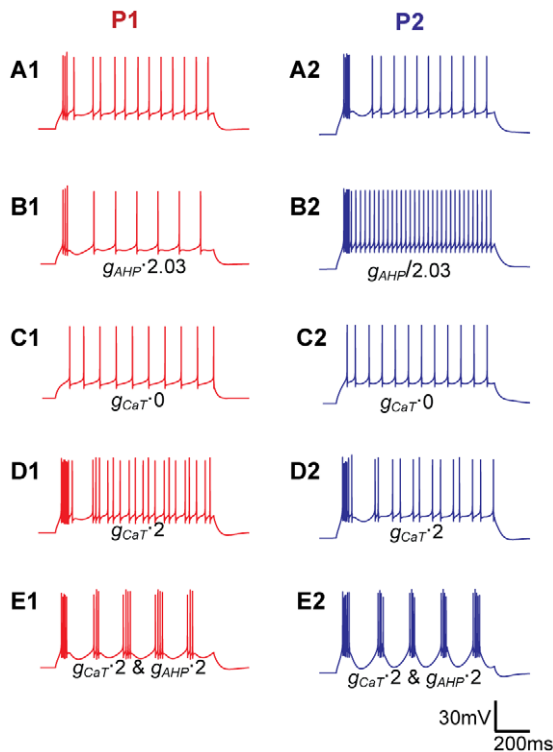 P1 P2
A1 A2
B1 B2
gAHP·2.03 gAHP/2.03
C1 C2
gCaT·0 gCaT·0
D1 D2
gCaT·2 gCaT·2
E1 E2
gCaT·2 & gAHP·2 gCaT·2 & gAHP·2
30mV
200ms